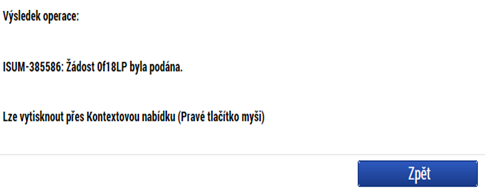 Výsledek operace:
ISUM-385586: Žádost 0f18LP byla podána.
Lze vytisknout přes Kontextovou nabídku (Pravé tlačítko myši)
Zpět